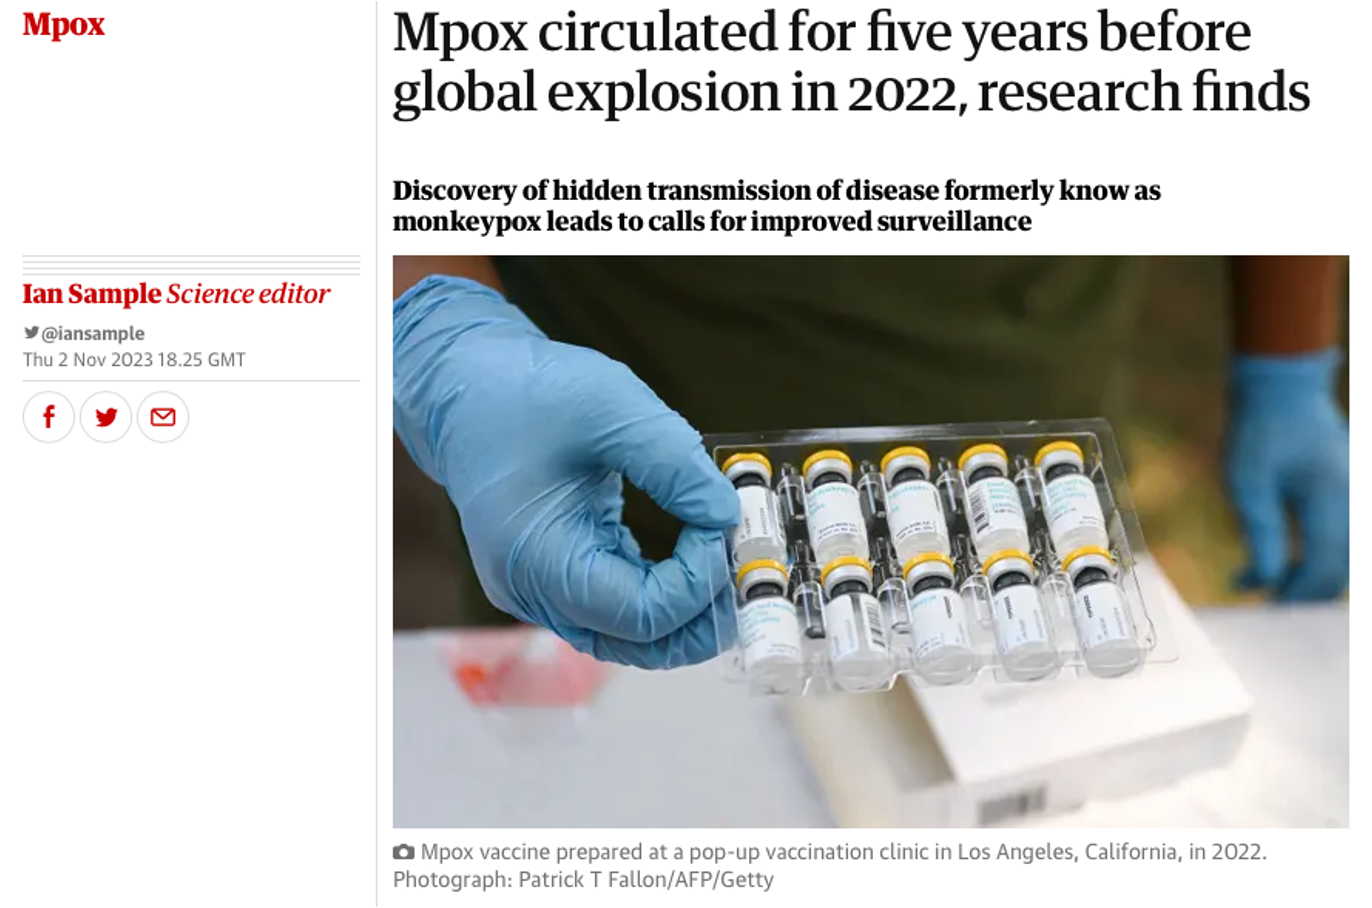 Mpox
Mpox circulated for five years before
global explosion in 2022, research finds
Discovery of hidden transmission of disease formerly know as
monkeypox leads to calls for improved surveillance
Ian Sample Science editor
@iansample
Thu 2 Nov 2023 18.25 GMT
Mpox vaccine prepared at a pop-up vaccination clinic in Los Angeles, California, in 2022.
Photograph: Patrick T Fallon/AFP/Getty